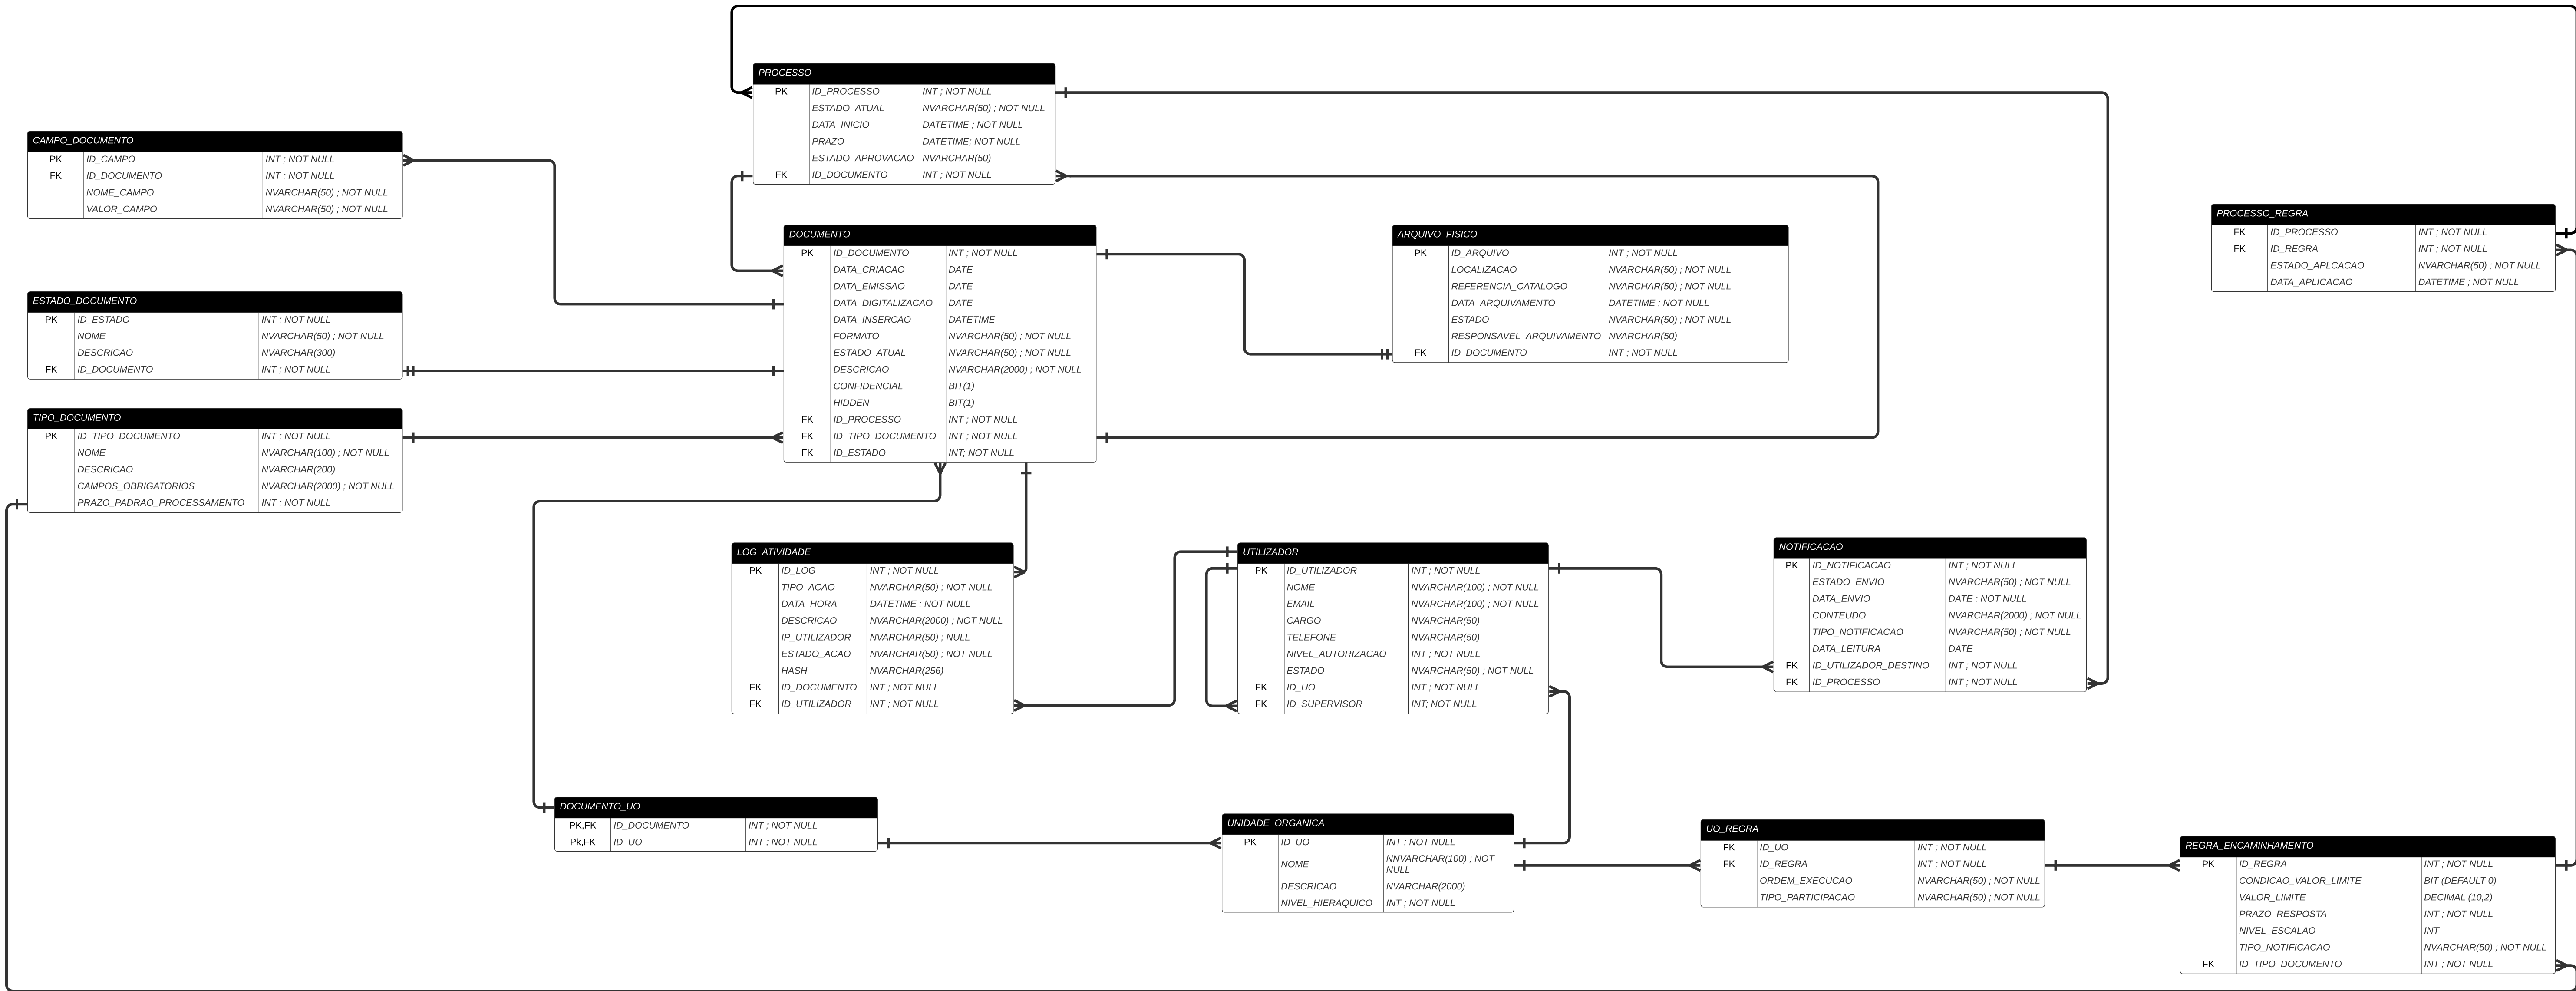 PROCESSO
PK ID_PROCESSO INT ; NOT NULL
ESTADO_ATUAL NVARCHAR(50) ; NOT NULL
DATA_INICIO DATETIME ; NOT NULL
PRAZO DATETIME; NOT NULL
ESTADO_APROVACAO NVARCHAR(50)
FK ID_DOCUMENTO INT ; NOT NULL
CAMPO_DOCUMENTO
PK ID_CAMPO INT ; NOT NULL
FK ID_DOCUMENTO INT ; NOT NULL
NOME_CAMPO NVARCHAR(50) ; NOT NULL
VALOR_CAMPO NVARCHAR(50) ; NOT NULL
PROCESSO_REGRA
FK ID_PROCESSO INT ; NOT NULL
FK ID_REGRA INT ; NOT NULL
ESTADO_APLCACAO NVARCHAR(50) ; NOT NULL
DATA_APLICACAO DATETIME ; NOT NULL
DOCUMENTO
PK ID_DOCUMENTO INT ; NOT NULL
DATA_CRIACAO DATE
DATA_EMISSAO DATE
DATA_DIGITALIZACAO DATE
DATA_INSERCAO DATETIME
FORMATO NVARCHAR(50) ; NOT NULL
ESTADO_ATUAL NVARCHAR(50) ; NOT NULL
DESCRICAO NVARCHAR(2000) ; NOT NULL
CONFIDENCIAL BIT(1)
HIDDEN BIT(1)
FK ID_PROCESSO INT ; NOT NULL
FK ID_TIPO_DOCUMENTO INT ; NOT NULL
FK ID_ESTADO INT; NOT NULL
ARQUIVO_FISICO
PK ID_ARQUIVO INT ; NOT NULL
LOCALIZACAO NVARCHAR(50) ; NOT NULL
REFERENCIA_CATALOGO NVARCHAR(50) ; NOT NULL
DATA_ARQUIVAMENTO DATETIME ; NOT NULL
ESTADO NVARCHAR(50) ; NOT NULL
RESPONSAVEL_ARQUIVAMENTO NVARCHAR(50)
FK ID_DOCUMENTO INT ; NOT NULL
ESTADO_DOCUMENTO
PK ID_ESTADO INT ; NOT NULL
NOME NVARCHAR(50) ; NOT NULL
DESCRICAO NVARCHAR(300)
FK ID_DOCUMENTO INT ; NOT NULL
TIPO_DOCUMENTO
PK ID_TIPO_DOCUMENTO INT ; NOT NULL
NOME NVARCHAR(100) ; NOT NULL
DESCRICAO NVARCHAR(200)
CAMPOS_OBRIGATORIOS NVARCHAR(2000) ; NOT NULL
PRAZO_PADRAO_PROCESSAMENTO INT ; NOT NULL
LOG_ATIVIDADE
PK ID_LOG INT ; NOT NULL
TIPO_ACAO NVARCHAR(50) ; NOT NULL
DATA_HORA DATETIME ; NOT NULL
DESCRICAO NVARCHAR(2000) ; NOT NULL
IP_UTILIZADOR NVARCHAR(50) ; NULL
ESTADO_ACAO NVARCHAR(50) ; NOT NULL
HASH NVARCHAR(256)
FK ID_DOCUMENTO INT ; NOT NULL
FK ID_UTILIZADOR INT ; NOT NULL
UTILIZADOR
PK ID_UTILIZADOR INT ; NOT NULL
NOME NVARCHAR(100) ; NOT NULL
EMAIL NVARCHAR(100) ; NOT NULL
CARGO NVARCHAR(50)
TELEFONE NVARCHAR(50)
NIVEL_AUTORIZACAO INT ; NOT NULL
ESTADO NVARCHAR(50) ; NOT NULL
FK ID_UO INT ; NOT NULL
FK ID_SUPERVISOR INT; NOT NULL
NOTIFICACAO
PK ID_NOTIFICACAO INT ; NOT NULL
ESTADO_ENVIO NVARCHAR(50) ; NOT NULL
DATA_ENVIO DATE ; NOT NULL
CONTEUDO NVARCHAR(2000) ; NOT NULL
TIPO_NOTIFICACAO NVARCHAR(50) ; NOT NULL
DATA_LEITURA DATE
FK ID_UTILIZADOR_DESTINO INT ; NOT NULL
FK ID_PROCESSO INT ; NOT NULL
DOCUMENTO_UO
PK,FK ID_DOCUMENTO INT ; NOT NULL
Pk,FK ID_UO INT ; NOT NULL
UNIDADE_ORGANICA
PK ID_UO INT ; NOT NULL
NOME NNVARCHAR(100) ; NOT
NULL
DESCRICAO NVARCHAR(2000)
NIVEL_HIERAQUICO INT ; NOT NULL
UO_REGRA
FK ID_UO INT ; NOT NULL
FK ID_REGRA INT ; NOT NULL
ORDEM_EXECUCAO NVARCHAR(50) ; NOT NULL
TIPO_PARTICIPACAO NVARCHAR(50) ; NOT NULL
REGRA_ENCAMINHAMENTO
PK ID_REGRA INT ; NOT NULL
CONDICAO_VALOR_LIMITE BIT (DEFAULT 0)
VALOR_LIMITE DECIMAL (10,2)
PRAZO_RESPOSTA INT ; NOT NULL
NIVEL_ESCALAO INT
TIPO_NOTIFICACAO NVARCHAR(50) ; NOT NULL
FK ID_TIPO_DOCUMENTO INT ; NOT NULL